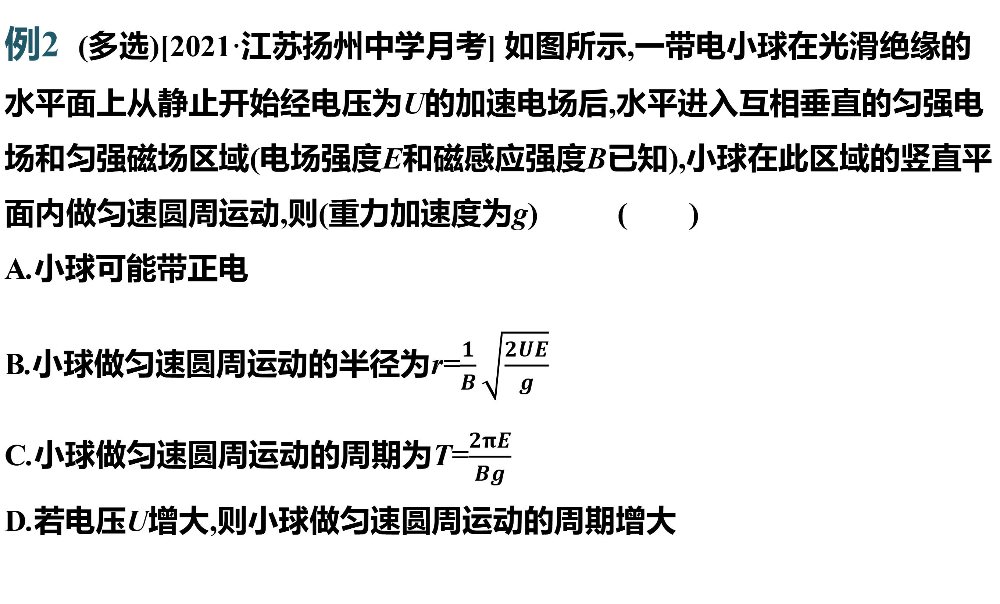 例2 (多选)[2021·江苏扬州中学月考] 如图所示,一带电小球在光滑绝缘的
水平面上从静止开始经电压为U的加速电场后,水平进入互相垂直的匀强电
场和匀强磁场区域(电场强度E和磁感应强度B已知),小球在此区域的竖直平
面内做匀速圆周运动,则(重力加速度为g) ( )
A.小球可能带正电
B.小球做匀速圆周运动的半径为r=\frac{1}{B}\sqrt{\frac{2UE}{g}}
C.小球做匀速圆周运动的周期为T=\frac{2πE}{Bg}
D.若电压U增大,则小球做匀速圆周运动的周期增大